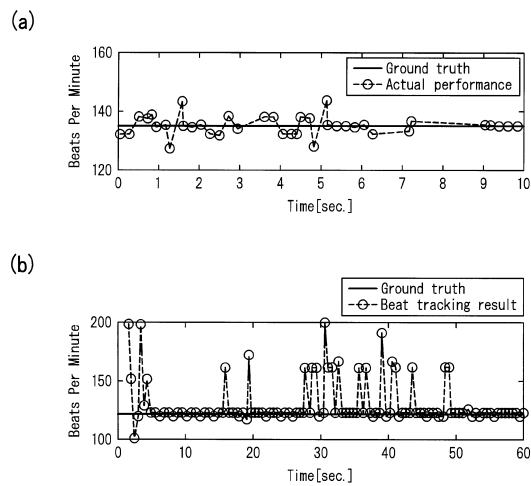 (a)
160
Ground truth
Actual performance
140
120
Beats Per Minute
0 1 2 3 4 5 6 7 8 9 10
Time[sec.]
(b)
Ground truth
Beat tracking result
200
150
100
Beats Per Minute
0 10 20 30 40 50 60
Time[sec.]